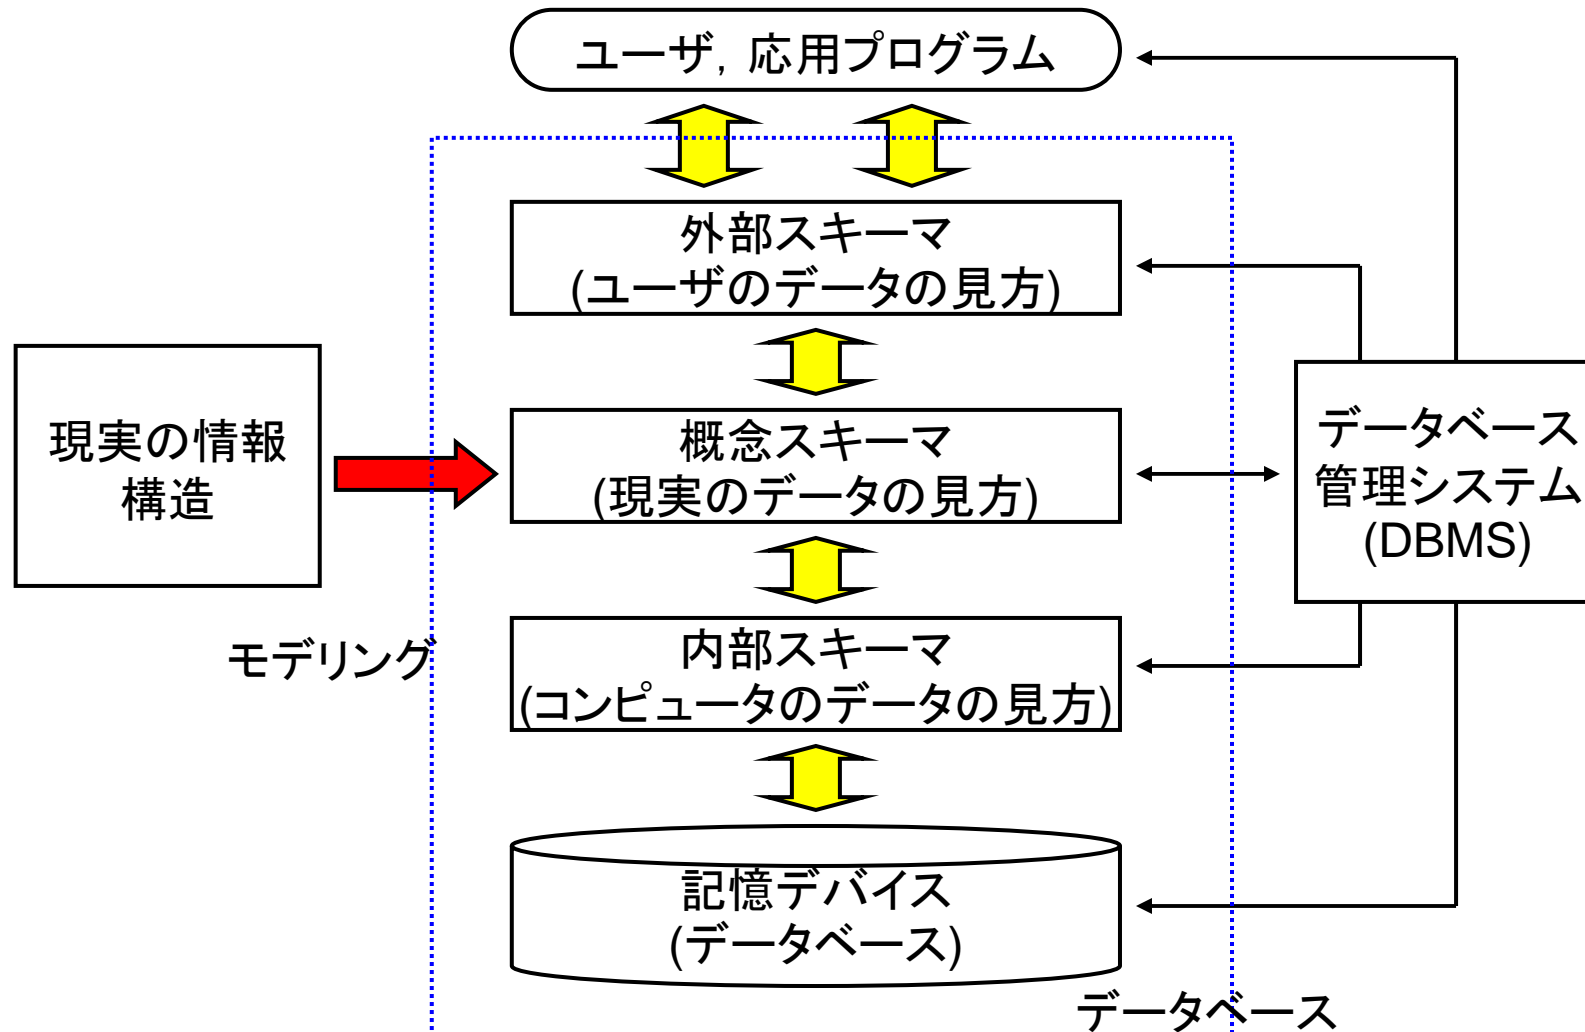 ユーザ，応用プログラム
外部スキーマ
(ユーザのデータの見方)
現実の情報
構造
概念スキーマ
(現実のデータの見方)
データベース
管理システム
(DBMS)
モデリング
内部スキーマ
(コンピュータのデータの見方)
記憶デバイス
(データベース)
データベース